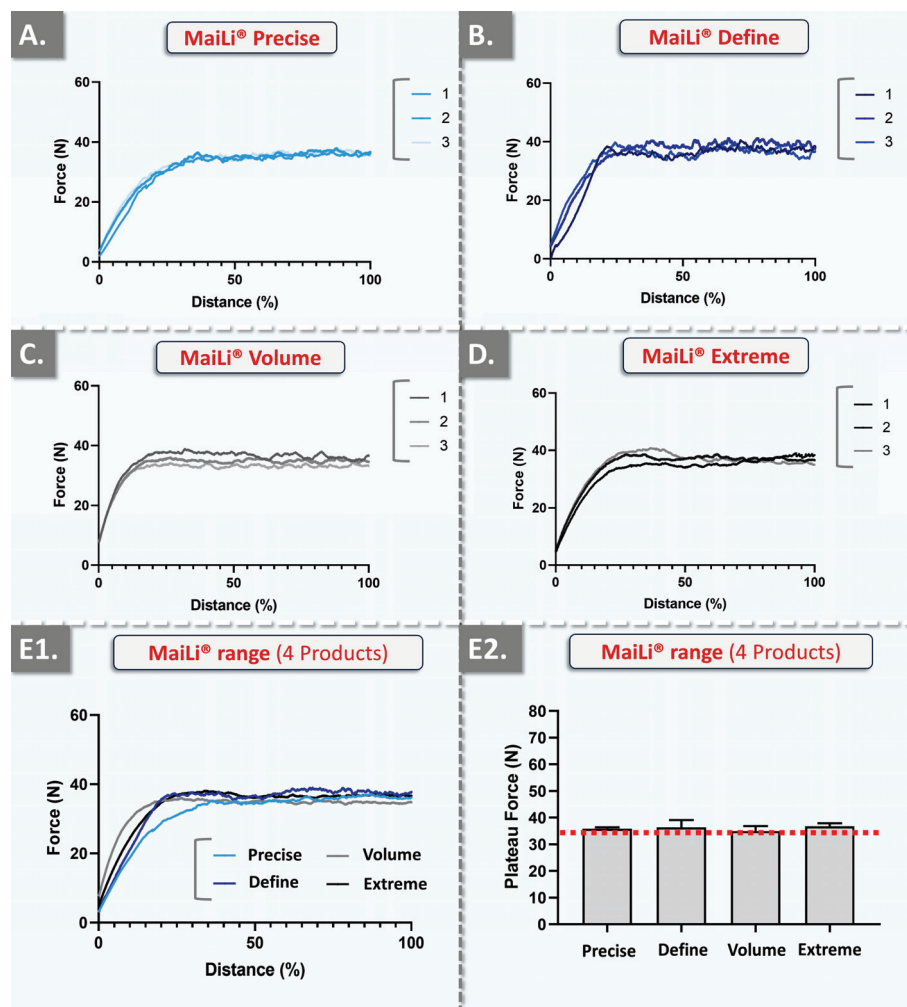 A.
MaiLi® Precise
60
40
20
0
Force (N)
0
50
100
Distance (%)
1
2
3
B.
MaiLi® Define
60
40
20
0
Force (N)
0
50
100
Distance (%)
1
2
3
C.
MaiLi® Volume
60
40
20
0
Force (N)
0
50
100
Distance (%)
1
2
3
D.
MaiLi® Extreme
60
40
20
0
Force (N)
0
50
100
Distance (%)
1
2
3
E1.
MaiLi® range (4 Products)
60
40
20
0
Force (N)
0
50
100
Distance (%)
Precise
Volume
Define
Extreme
E2.
MaiLi® range (4 Products)
80
70
60
50
40
30
20
10
0
Plateau Force (N)
Precise
Define
Volume
Extreme